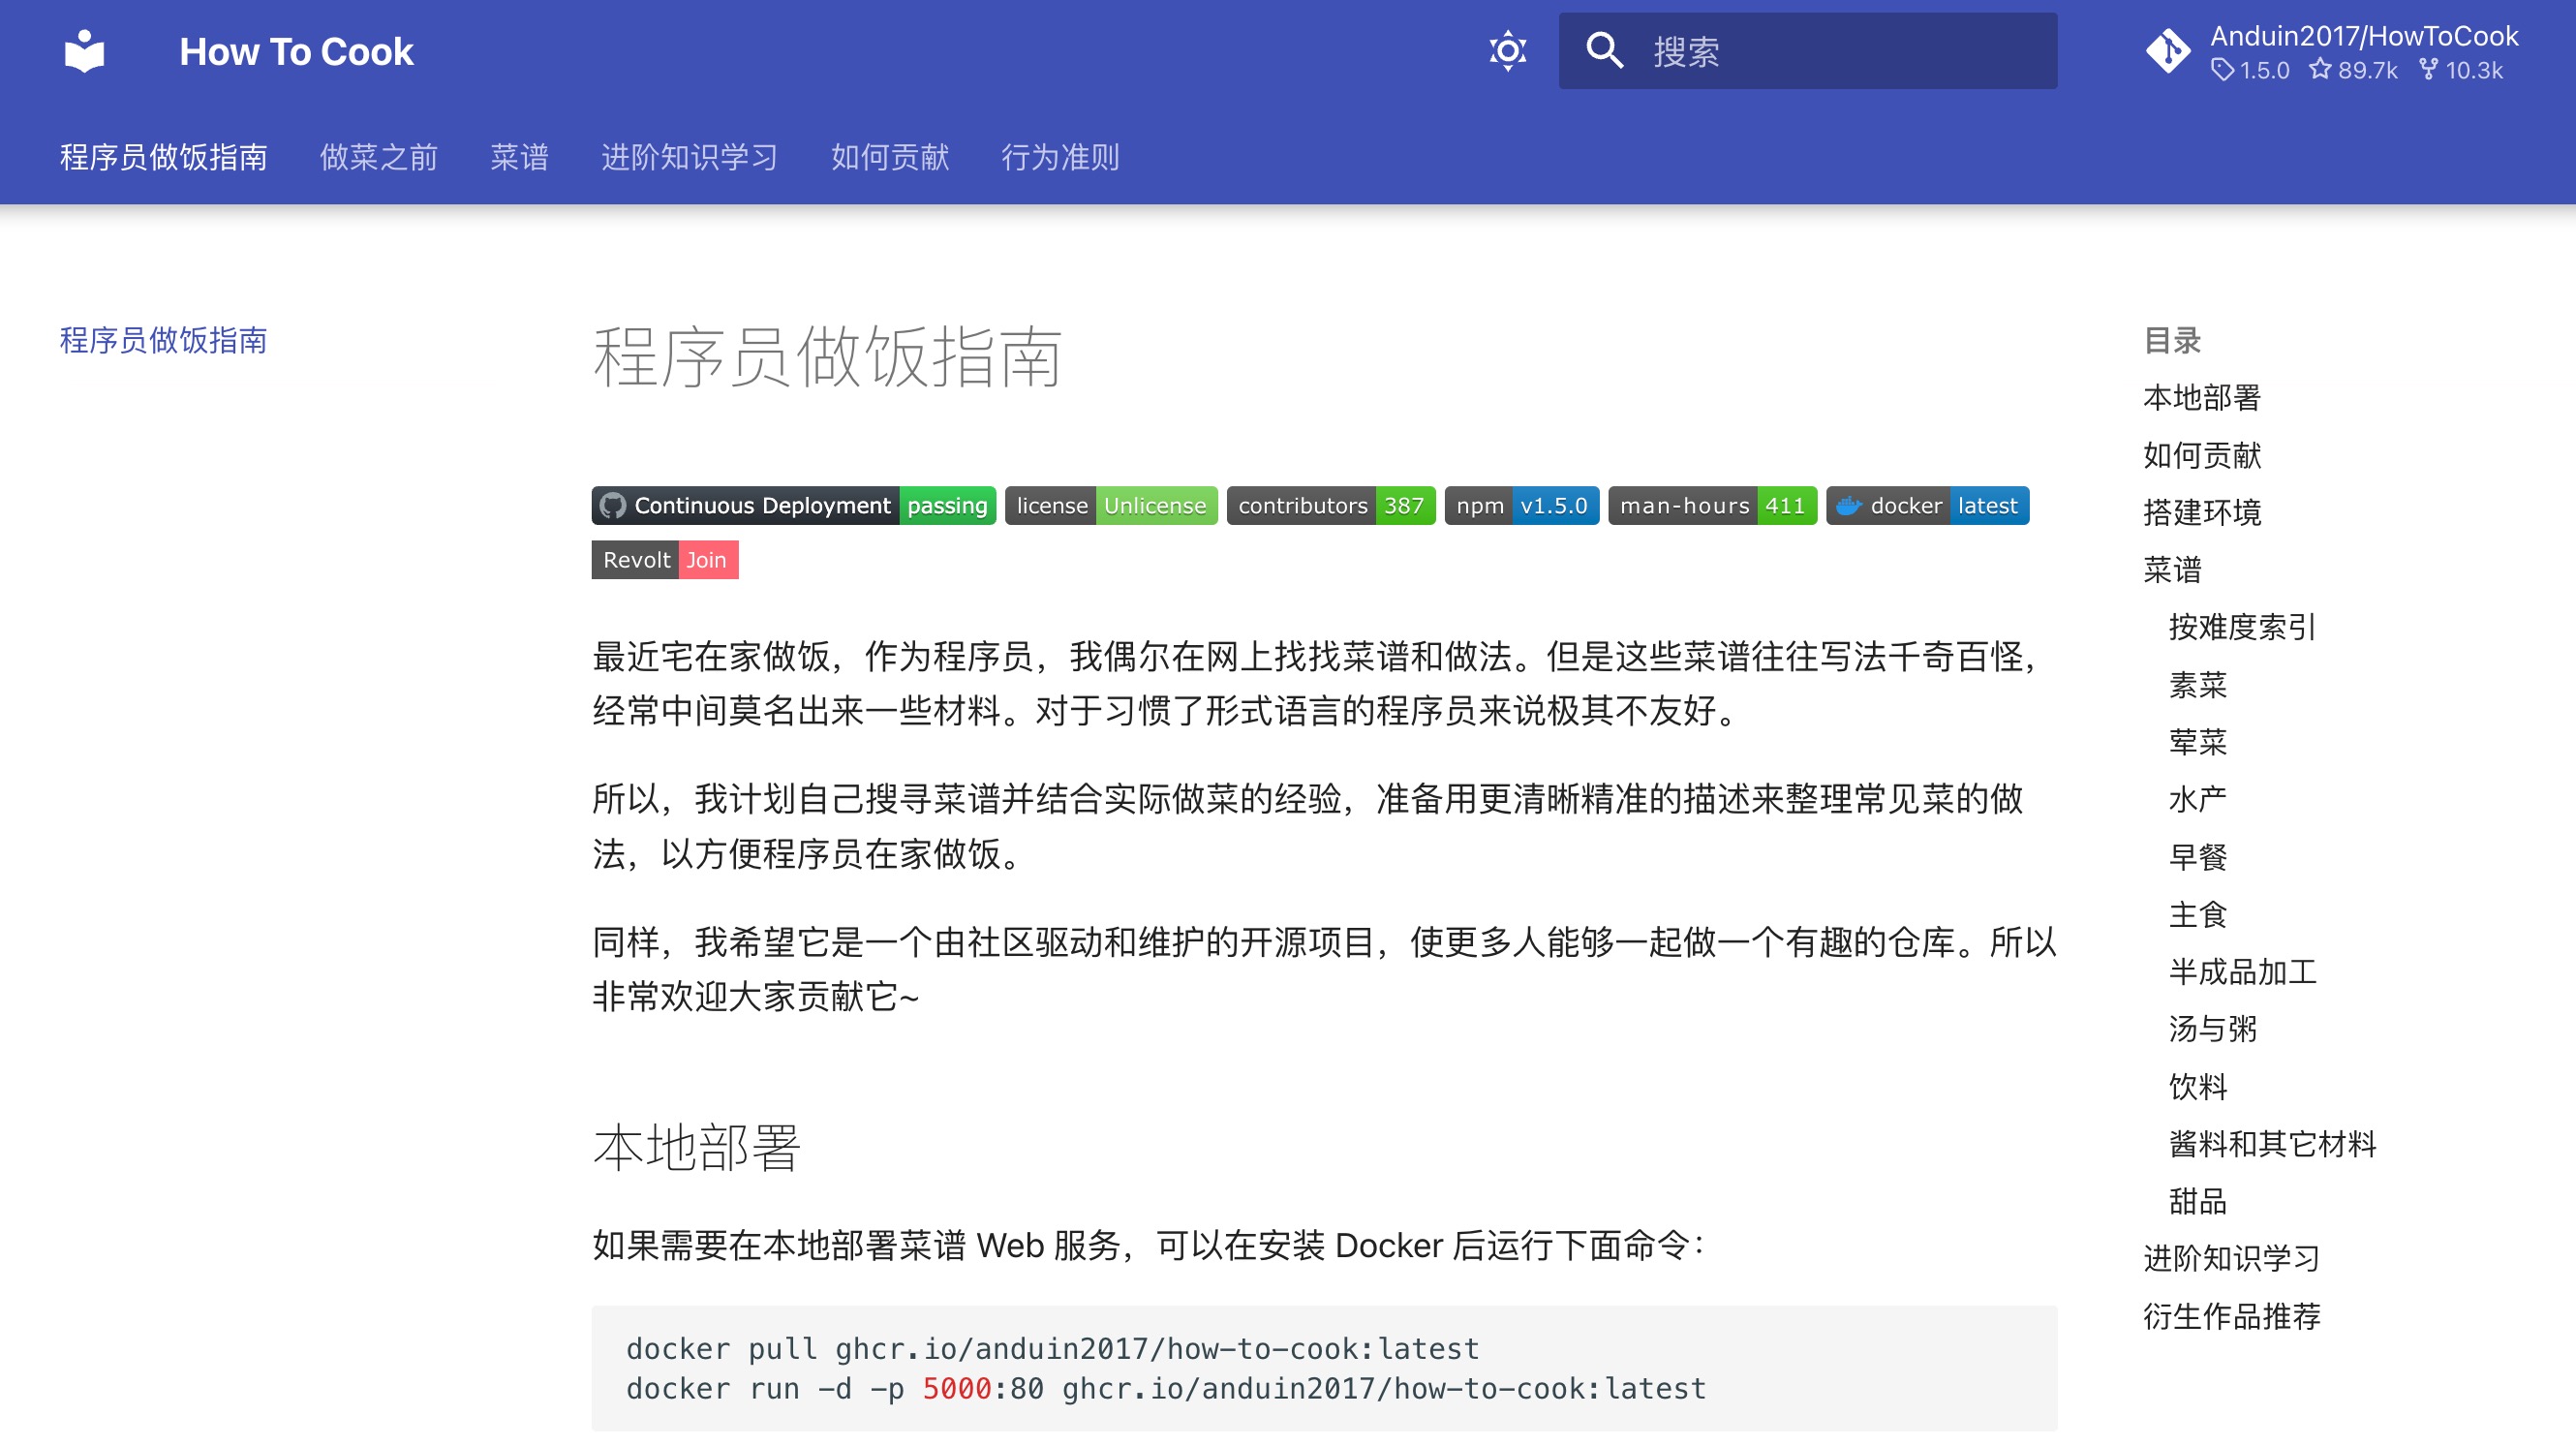 How To Cook
搜索
Anduin2017/HowToCook
1.5.0 89.7k 10.3k
程序员做饭指南 做菜之前 菜谱 进阶知识学习 如何贡献 行为准则
程序员做饭指南
程序员做饭指南
Continuous Deployment passing license Unlicense contributors 387 npm v1.5.0 man-hours 411 docker latest
Revolt Join
最近宅在家做饭，作为程序员，我偶尔在网上找找菜谱和做法。但是这些菜谱往往写法千奇百怪，
经常中间莫名出来一些材料。对于习惯了形式语言的程序员来说极其不友好。
所以，我计划自己搜寻菜谱并结合实际做菜的经验，准备用更清晰精准的描述来整理常见菜的做
法，以方便程序员在家做饭。
同样，我希望它是一个由社区驱动和维护的开源项目，使更多人能够一起做一个有趣的仓库。所以
非常欢迎大家贡献它~
本地部署
如果需要在本地部署菜谱 Web 服务，可以在安装 Docker 后运行下面命令：
docker pull ghcr.io/anduin2017/how-to-cook:latest
docker run -d -p 5000:80 ghcr.io/anduin2017/how-to-cook:latest
目录
本地部署
如何贡献
搭建环境
菜谱
按难度索引
素菜
荤菜
水产
早餐
主食
半成品加工
汤与粥
饮料
酱料和其它材料
甜品
进阶知识学习
衍生作品推荐